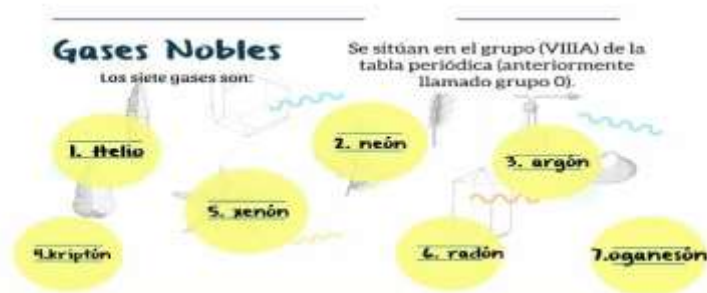 Gases Nobles
Los siete gases son:
Se sitúan en el grupo (VIIIA) de la
tabla periódica (anteriormente
llamado grupo 0).
1. Helio
2. neón
3. argón
4.kriptón
5. xenón
6. radón
7.oganesón